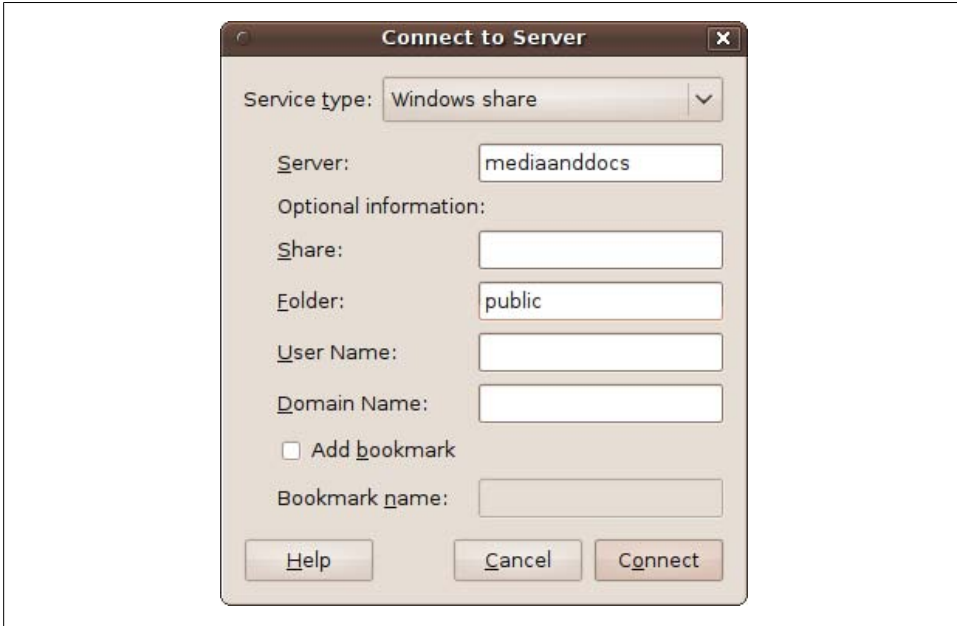 Connect to Server
Service type: Windows share
Server: mediaanddocs
Optional information:
Share:
Folder: public
User Name:
Domain Name:
Add bookmark
Bookmark name:
Help Cancel Connect